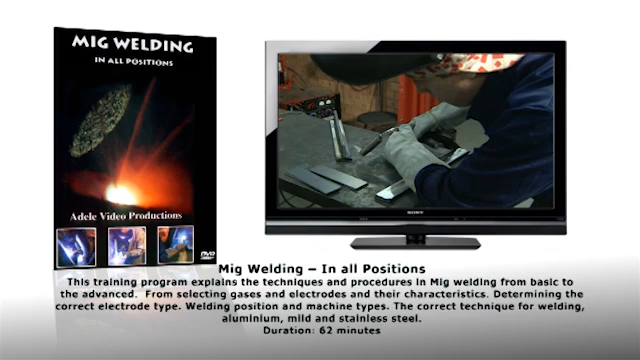 MIG WELDING
IN ALL POSITIONS
Adele Video Productions
DVD
SONY
Mig Welding – In all Positions
This training program explains the techniques and procedures in Mig welding from basic to
the advanced. From selecting gases and electrodes and their characteristics. Determining the
correct electrode type. Welding position and machine types. The correct technique for welding,
aluminium, mild and stainless steel.
Duration: 62 minutes